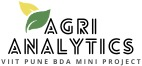 AGRI
ANALYTICS
VIIT PUNE BDA MINI PROJECT